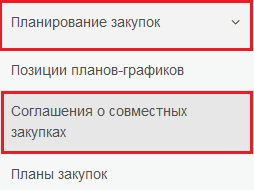 Планирование закупок
Позиции планов-графиков
Соглашения о совместных
закупках
Планы закупок